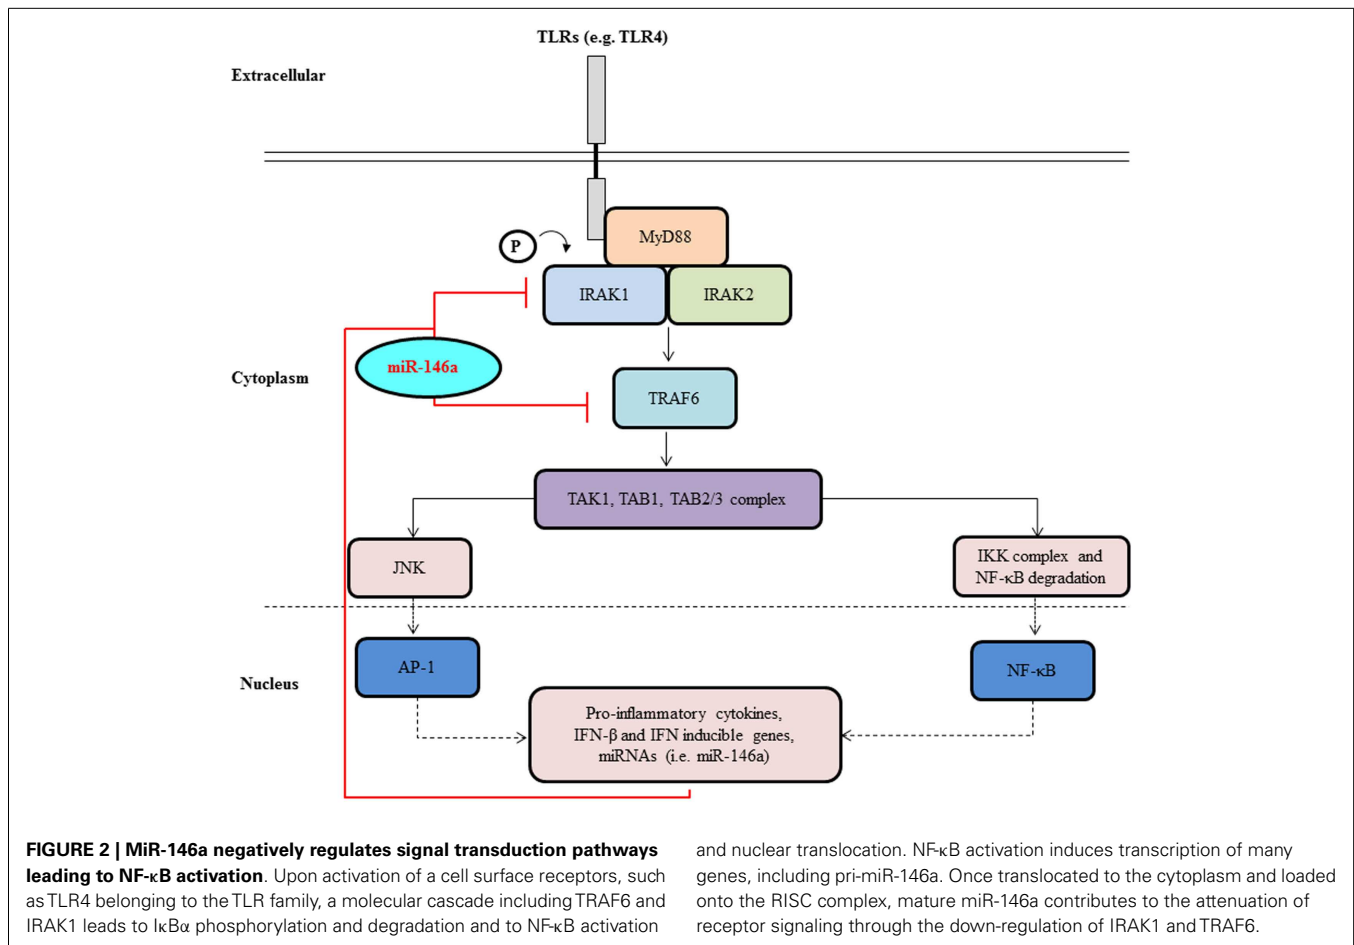 TLRs (e.g. TLR4)
Extracellular
MyD88
P
IRAK1
IRAK2
miR-146a
Cytoplasm
TRAF6
TAK1, TAB1, TAB2/3 complex
JNK
IKK complex and
NF-κB degradation
AP-1
NF-κB
Nucleus
Pro-inflammatory cytokines,
IFN-β and IFN inducible genes,
miRNAs (i.e. miR-146a)
FIGURE 2 | MiR-146a negatively regulates signal transduction pathways
leading to NF-κB activation. Upon activation of a cell surface receptors, such
as TLR4 belonging to the TLR family, a molecular cascade including TRAF6 and
IRAK1 leads to IκBα phosphorylation and degradation and to NF-κB activation
and nuclear translocation. NF-κB activation induces transcription of many
genes, including pri-miR-146a. Once translocated to the cytoplasm and loaded
onto the RISC complex, mature miR-146a contributes to the attenuation of
receptor signaling through the down-regulation of IRAK1 and TRAF6.